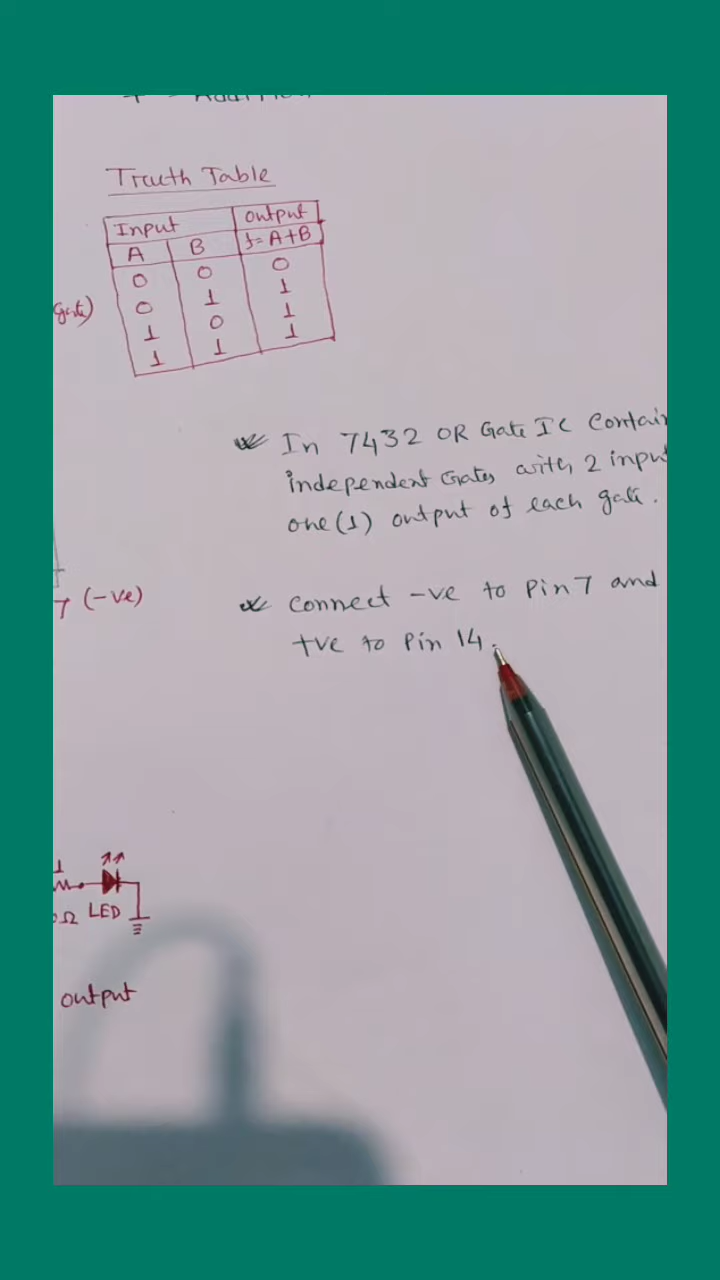 + - Addition
Truth Table
Input Output
A B f=A+B
0 0 0
0 1 1
1 0 1
1 1 1
gate)
In 7432 OR Gate IC Contai
independent Gates with 2 inpu
one(1) output of each gate.
7 (-ve)
Connect -ve to Pin 7 and
+ve to Pin 14.
1
Ω LED
output